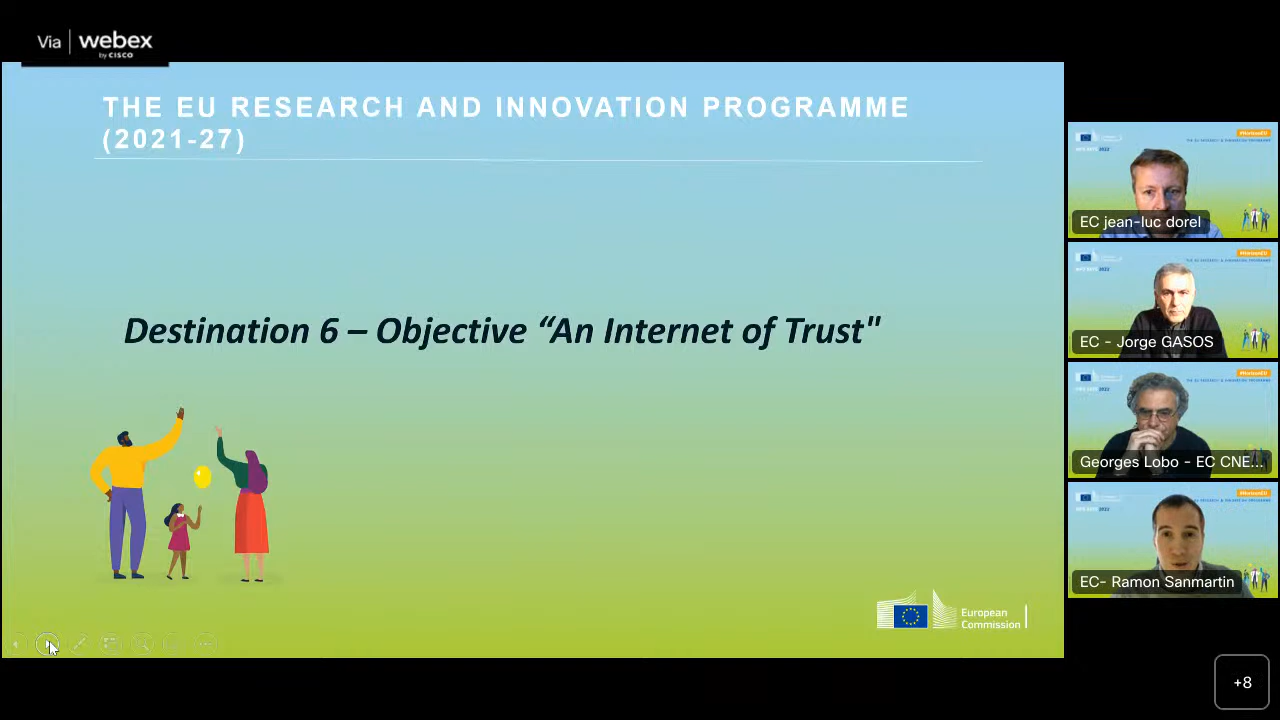 Via | webex
by CISCO
THE EU RESEARCH AND INNOVATION PROGRAMME
(2021-27)
Destination 6 – Objective “An Internet of Trust"
European
Commission
EC jean-luc dorel
EC - Jorge GASOS
Georges Lobo - EC CNE...
EC- Ramon Sanmartin
+8